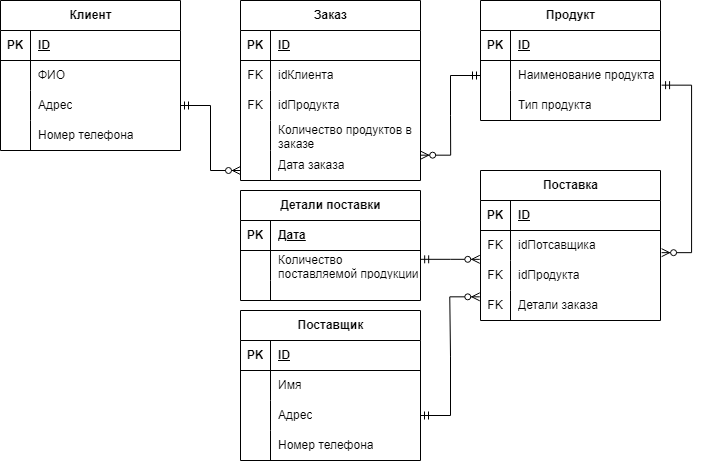 Клиент
PK ID
ФИО
Адрес
Номер телефона
Заказ
PK ID
FK idКлиента
FK idПродукта
Количество продуктов в
заказе
Дата заказа
Продукт
PK ID
Наименование продукта
Тип продукта
Детали поставки
PK Дата
Количество
поставляемой продукции
Поставка
PK ID
FK idПотсавщика
FK idПродукта
FK Детали заказа
Поставщик
PK ID
Имя
Адрес
Номер телефона